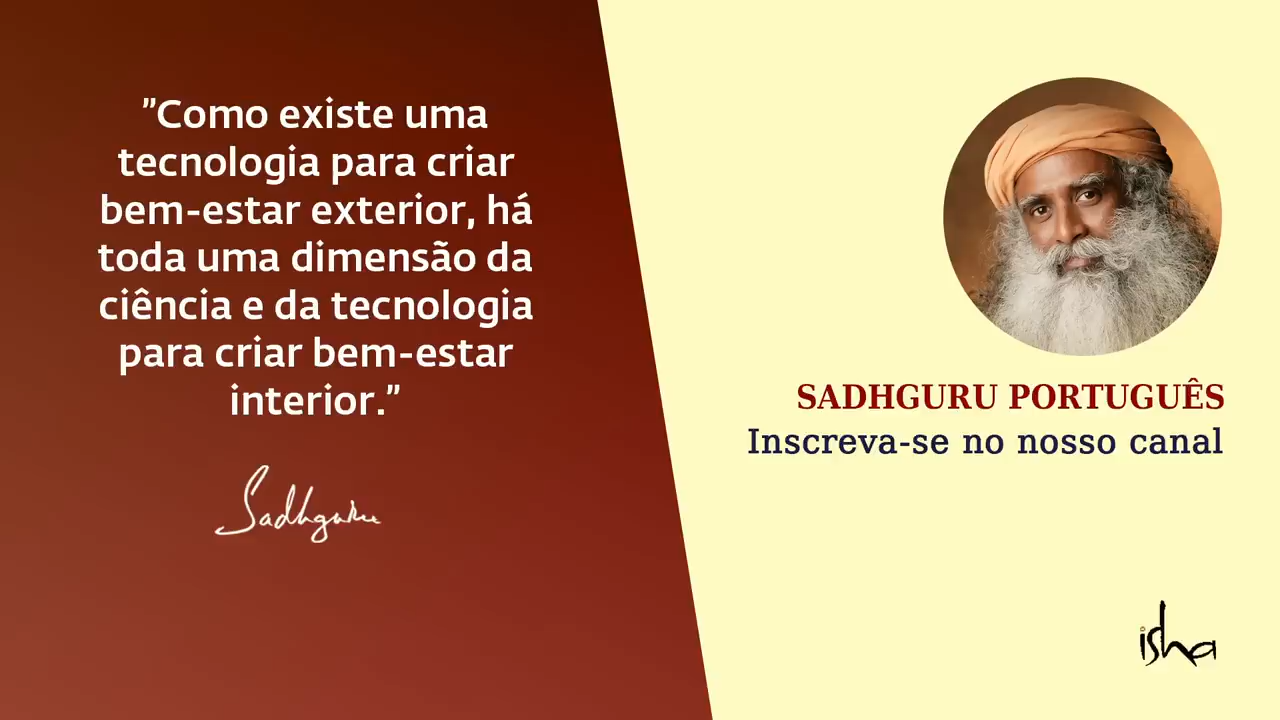 ”Como existe uma
tecnologia para criar
bem-estar exterior, há
toda uma dimensão da
ciência e da tecnologia
para criar bem-estar
interior.”
Sadhguru
SADHGURU PORTUGUÊS
Inscreva-se no nosso canal
isha